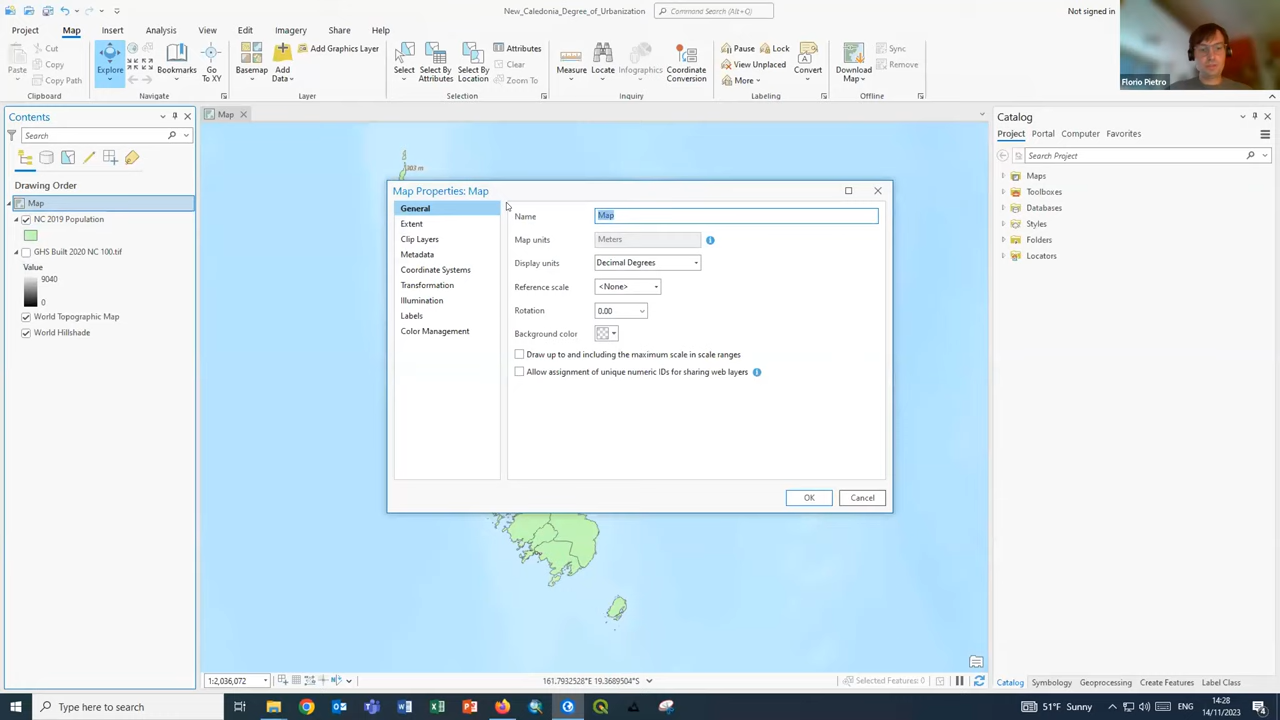 New_Caledonia_Degree_of_Urbanization
Command Search (Alt+Q)
Not signed in
Project
Map
Insert
Analysis
View
Edit
Imagery
Share
Help
Paste
Cut
Copy
Copy Path
Clipboard
Explore
Bookmarks
Go To XY
Navigate
Basemap
Add Data
Add Graphics Layer
Layer
Select
Select By Attributes
Select By Location
Attributes
Clear
Zoom To
Selection
Measure
Locate
Infographics
Coordinate Conversion
Inquiry
Pause
Lock
View Unplaced
More
Convert
Labeling
Download Map
Sync
Remove
Offline
Florio Pietro
Contents
Search
Drawing Order
Map
NC 2019 Population
GHS Built 2020 NC 100.tif
Value
9040
0
World Topographic Map
World Hillshade
Map
Map Properties: Map
General
Extent
Clip Layers
Metadata
Coordinate Systems
Transformation
Illumination
Labels
Color Management
Name
Map
Map units
Meters
Display units
Decimal Degrees
Reference scale
<None>
Rotation
0.00
Background color
Draw up to and including the maximum scale in scale ranges
Allow assignment of unique numeric IDs for sharing web layers
OK
Cancel
1:2,036,072
161.7932528°E 19.3689504°S
Selected Features: 0
Catalog
Project
Portal
Computer
Favorites
Search Project
Maps
Toolboxes
Databases
Styles
Folders
Locators
Catalog
Symbology
Geoprocessing
Create Features
Label Class
Type here to search
51°F Sunny
ENG
14:28
14/11/2023